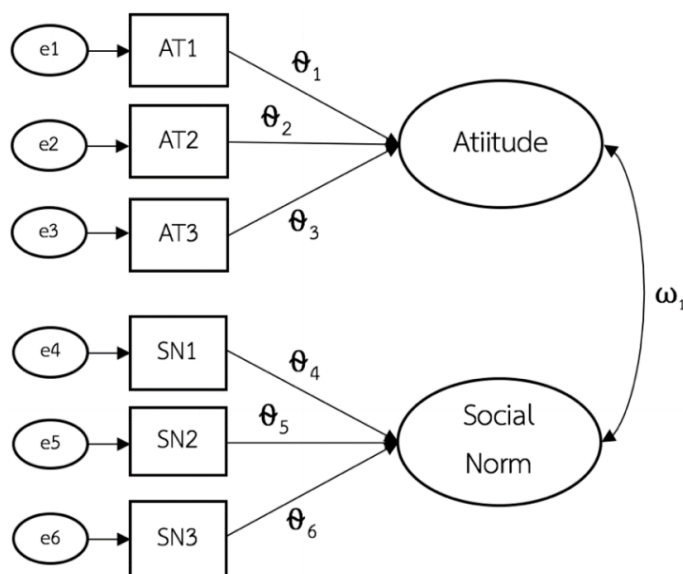 e1
AT1
ϑ1
e2
AT2
ϑ2
Atiitude
e3
AT3
ϑ3
ω1
e4
SN1
ϑ4
e5
SN2
ϑ5
Social
Norm
e6
SN3
ϑ6